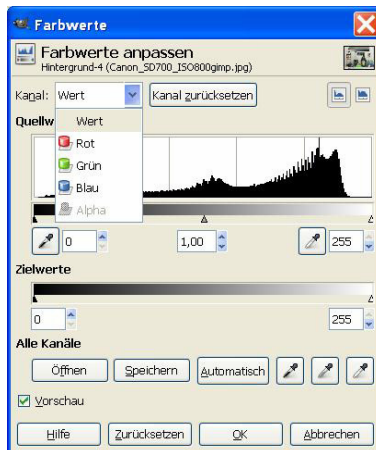 Farbwerte
Farbwerte anpassen
Hintergrund-4 (Canon_SD700_ISO800gimp.jpg)
Kanal: Wert Kanal zurücksetzen
Quellw
Wert
Rot
Grün
Blau
Alpha
0 1,00 255
Zielwerte
0 255
Alle Kanäle
Öffnen Speichern Automatisch
Vorschau
Hilfe Zurücksetzen OK Abbrechen